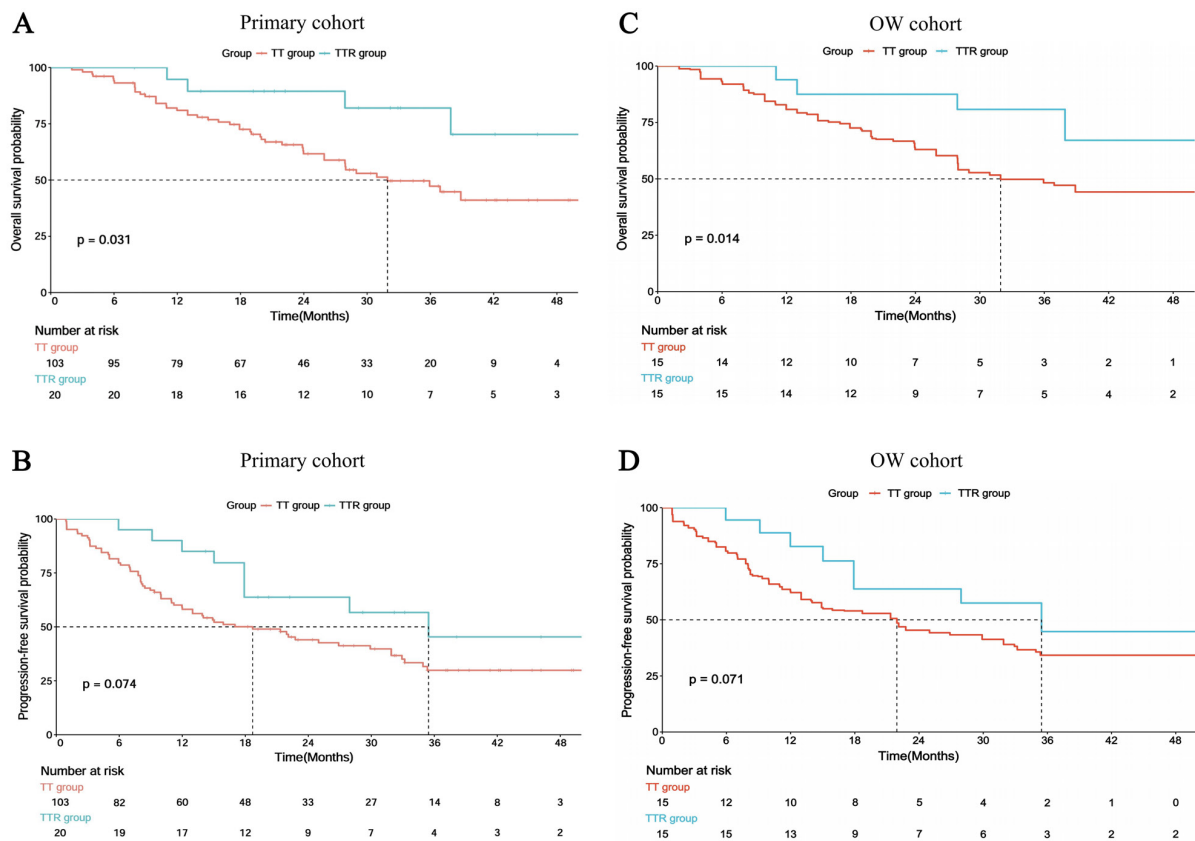 A
Primary cohort
Group TT group TTR group
Overall survival probability
100
75
50
25
0
p = 0.031
0 6 12 18 24 30 36 42 48
Time(Months)
Number at risk
TT group
103 95 79 67 46 33 20 9 4
TTR group
20 20 18 16 12 10 7 5 3
C
OW cohort
Group TT group TTR group
Overall survival probability
100
75
50
25
0
p = 0.014
0 6 12 18 24 30 36 42 48
Time(Months)
Number at risk
TT group
15 14 12 10 7 5 3 2 1
TTR group
15 15 14 12 9 7 5 4 2
B
Primary cohort
Group TT group TTR group
Progression-free survival probability
100
75
50
25
0
p = 0.074
0 6 12 18 24 30 36 42 48
Time(Months)
Number at risk
TT group
103 82 60 48 33 27 14 8 3
TTR group
20 19 17 12 9 7 4 3 2
D
OW cohort
Group TT group TTR group
Progression-free survival probability
100
75
50
25
0
p = 0.071
0 6 12 18 24 30 36 42 48
Time(Months)
Number at risk
TT group
15 12 10 8 5 4 2 1 0
TTR group
15 15 13 9 7 6 3 2 2